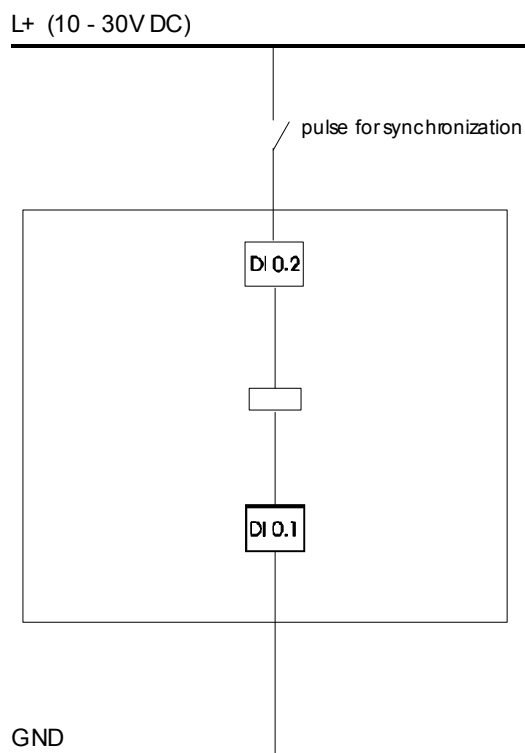 L+ (10 - 30V DC)
pulse for synchronization
DI 0.2
DI 0.1
GND